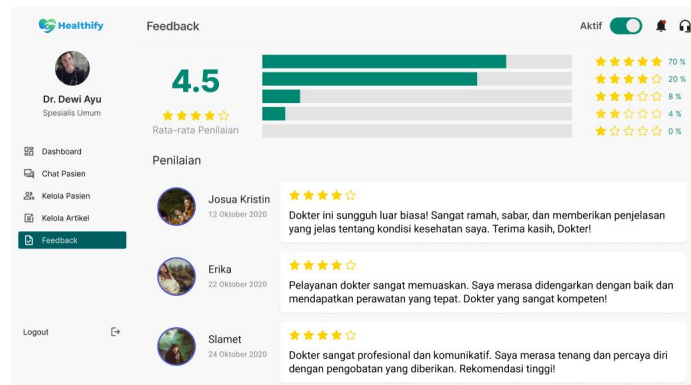 Healthify
Dr. Dewi Ayu
Spesialis Umum
Dashboard
Chat Pasien
Kelola Pasien
Kelola Artikel
Feedback
Logout
Feedback
Aktif
4.5
Rata-rata Penilaian
70 %
20 %
8 %
4 %
0 %
Penilaian
Josua Kristin
12 Oktober 2020
Dokter ini sungguh luar biasa! Sangat ramah, sabar, dan memberikan penjelasan
yang jelas tentang kondisi kesehatan saya. Terima kasih, Dokter!
Erika
22 Oktober 2020
Pelayanan dokter sangat memuaskan. Saya merasa didengarkan dengan baik dan
mendapatkan perawatan yang tepat. Dokter yang sangat kompeten!
Slamet
24 Oktober 2020
Dokter sangat profesional dan komunikatif. Saya merasa tenang dan percaya diri
dengan pengobatan yang diberikan. Rekomendasi tinggi!